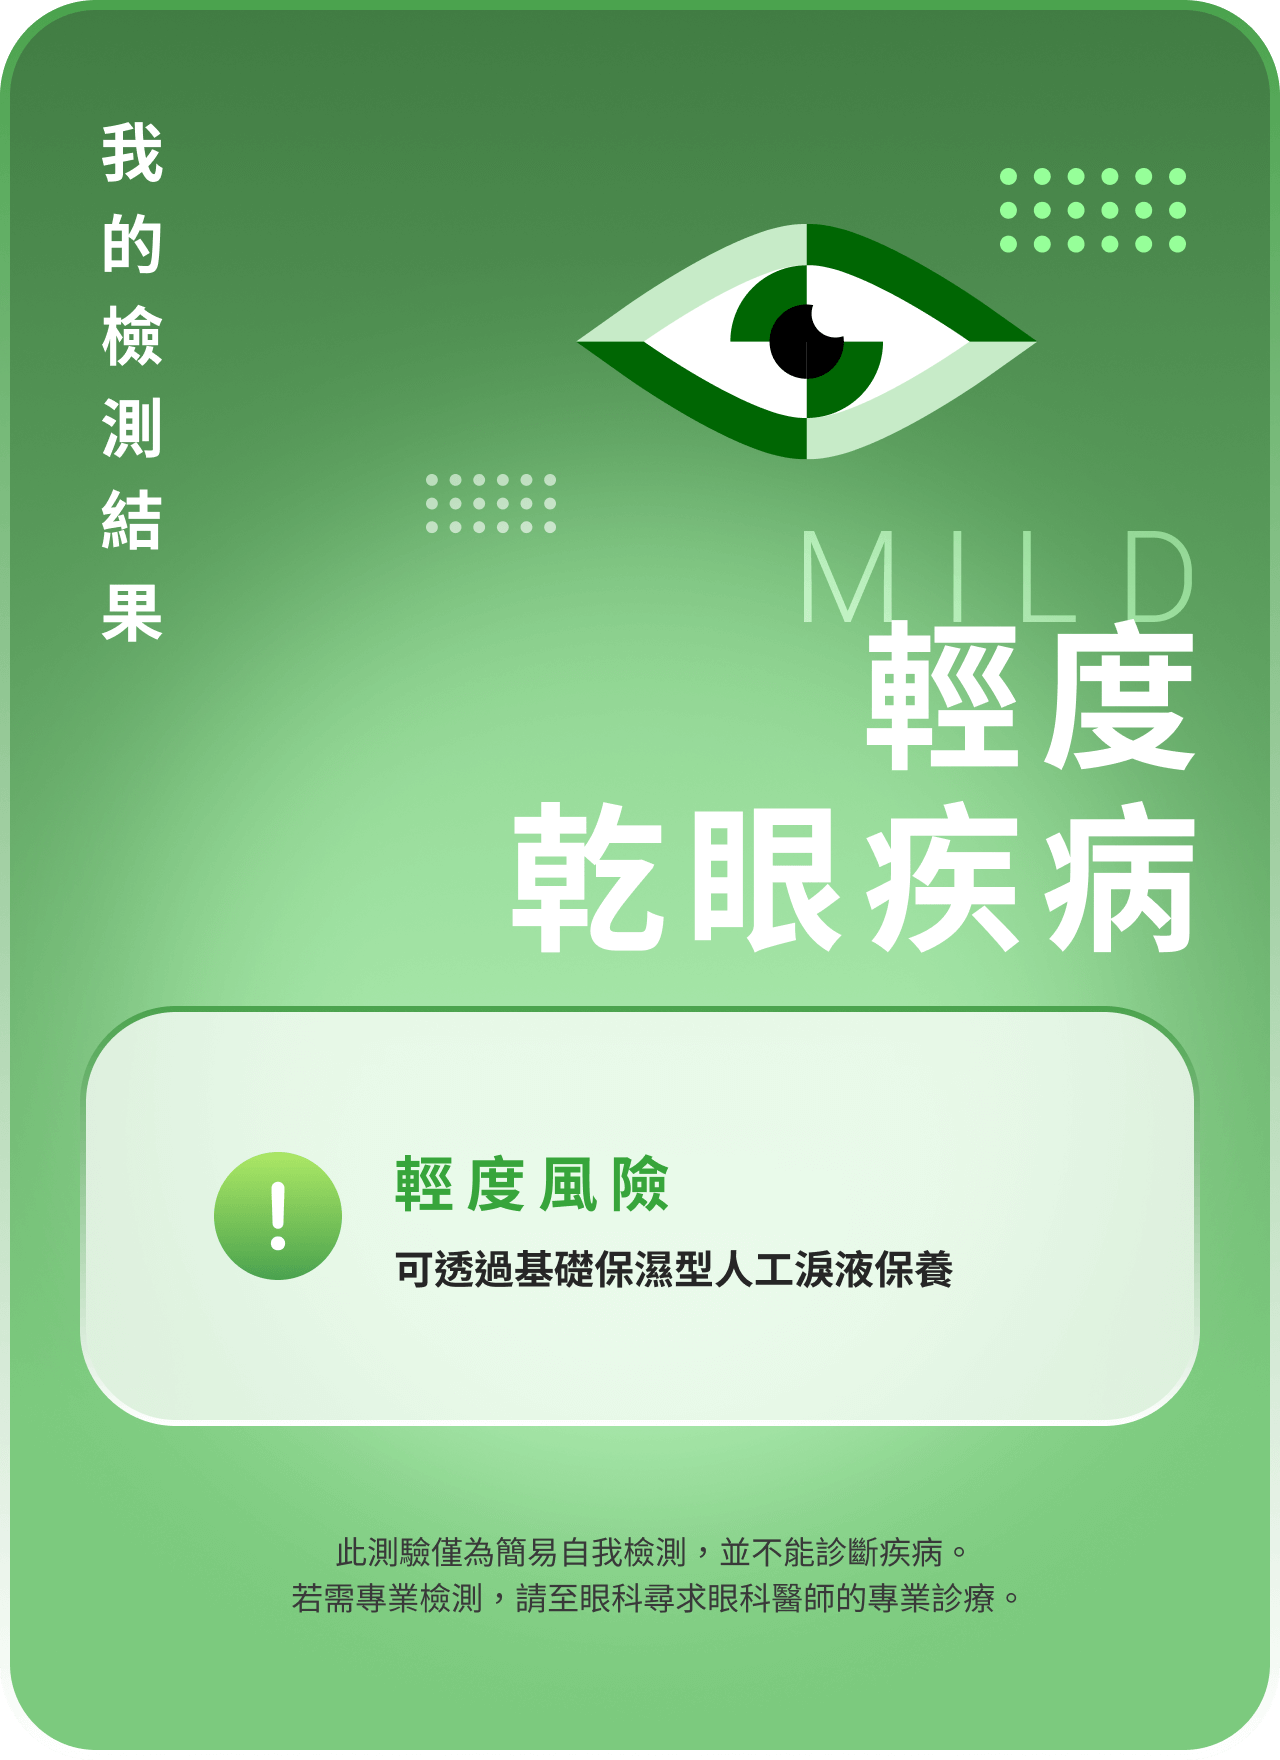 我的檢測結果
MILD
輕度
乾眼疾病
輕度風險
可透過基礎保濕型人工淚液保養
此測驗僅為簡易自我檢測，並不能診斷疾病。
若需專業檢測，請至眼科尋求眼科醫師的專業診療。